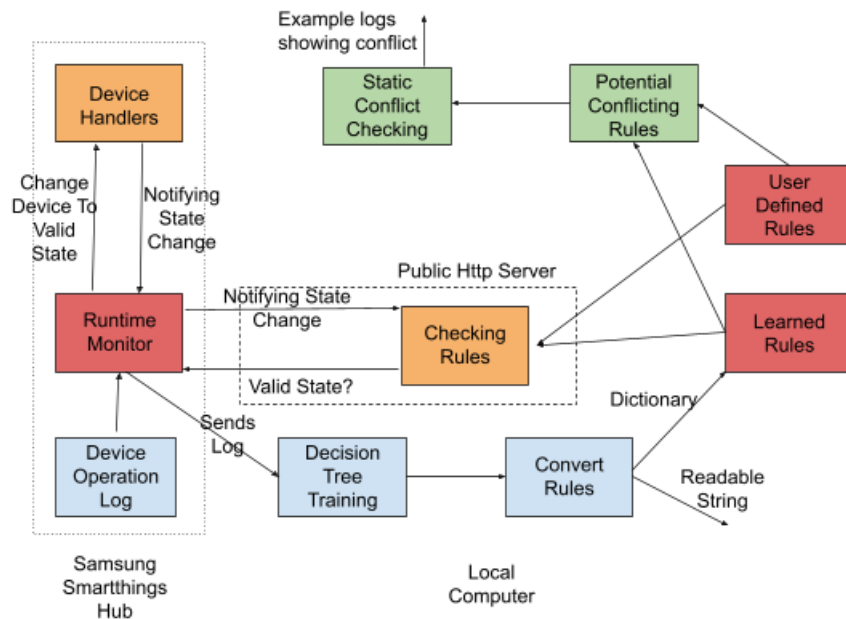 Example logs
showing conflict
Device
Handlers
Static
Conflict
Checking
Potential
Conflicting
Rules
Change
Device To
Valid
State
Notifying
State
Change
User
Defined
Rules
Public Http Server
Runtime
Monitor
Notifying State
Change
Checking
Rules
Learned
Rules
Valid State?
Dictionary
Sends
Log
Device
Operation
Log
Decision
Tree
Training
Convert
Rules
Readable
String
Samsung
Smartthings
Hub
Local
Computer